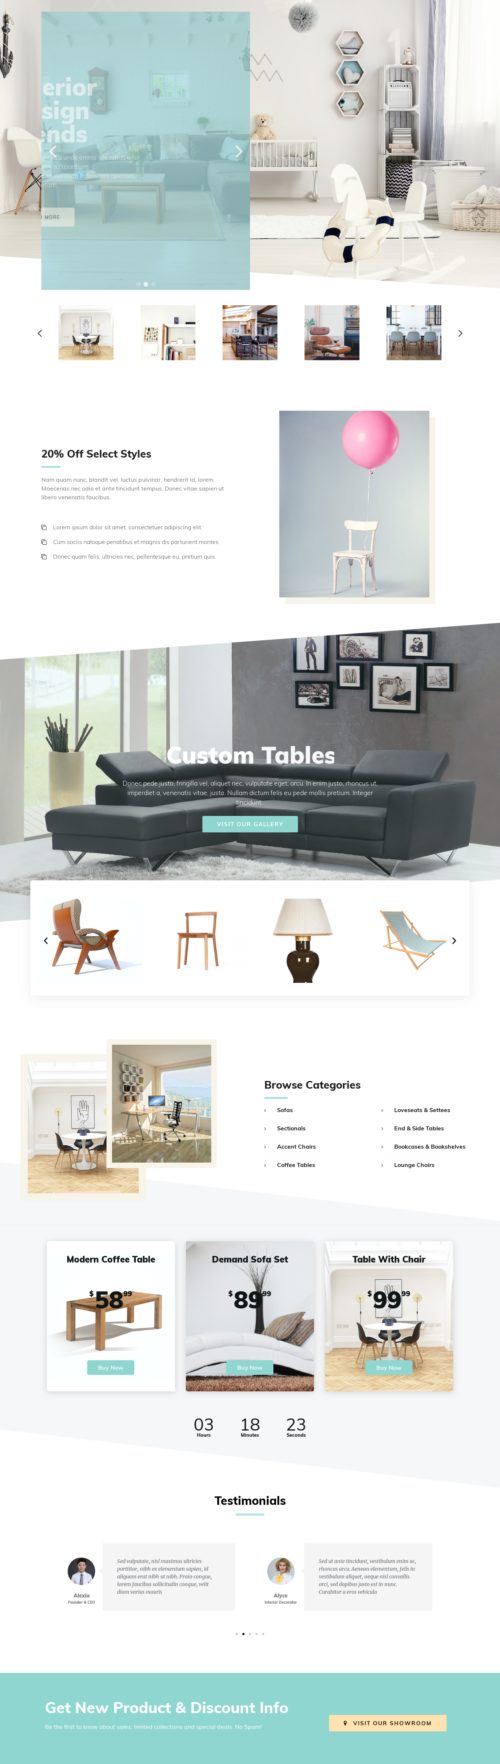 erior
sign
ends
MORE
20% Off Select Styles
Nam quam nunc, blandit vel, luctus pulvinar, hendrerit id, lorem.
Maecenas nec odio et ante tincidunt tempus. Donec vitae sapien ut
libero venenatis faucibus.
Lorem ipsum dolor sit amet, consectetuer adipiscing elit.
Cum sociis natoque penatibus et magnis dis parturient montes.
Donec quam felis, ultricies nec, pellentesque eu, pretium quis.
Custom Tables
Donec pede justo, fringilla vel, aliquet nec, vulputate eget, arcu. In enim justo, rhoncus ut,
imperdiet a, venenatis vitae, justo. Nullam dictum felis eu pede mollis pretium. Integer
tincidunt.
VISIT OUR GALLERY
Browse Categories
Sofas
Loveseats & Settees
Sectionals
End & Side Tables
Accent Chairs
Bookcases & Bookshelves
Coffee Tables
Lounge Chairs
Modern Coffee Table
$58.99
Buy Now
Demand Sofa Set
$89.99
Buy Now
Table With Chair
$99.99
Buy Now
03 18 23
Hours Minutes Seconds
Testimonials
Sed vulputate, nisl maximus ultricies
porttitor, nibh ex elementum sapien, id
aliquam erat nibh ut nibh. Proin congue,
lorem faucibus sollicitudin congue, velit
diam varius mauris
Alexia
Founder & CEO
Sed ut ante tincidunt, vestibulum enim ac,
rhoncus arcu. Aenean elementum, felis in
vestibulum aliquet, neque nisl convallis
orci, sed dapibus justo est in nunc.
Curabitur a eros vehicula
Alyce
Interior Decorator
Get New Product & Discount Info
Be the first to know about sales, limited collections and special deals. No Spam!
VISIT OUR SHOWROOM